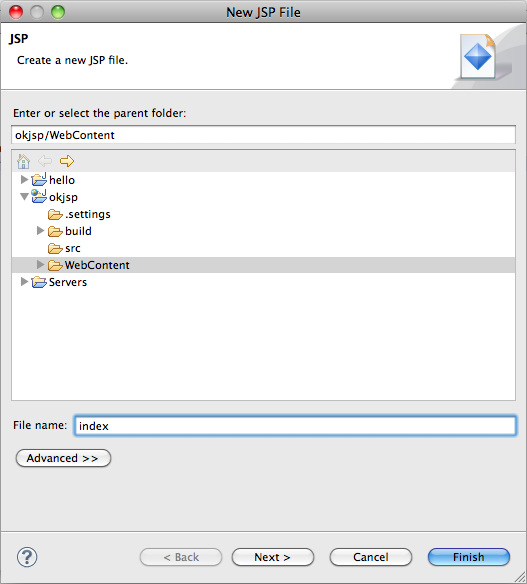 New JSP File
JSP
Create a new JSP file.
Enter or select the parent folder:
okjsp/WebContent
hello
okjsp
.settings
build
src
WebContent
Servers
File name: index
Advanced >>
? < Back Next > Cancel Finish